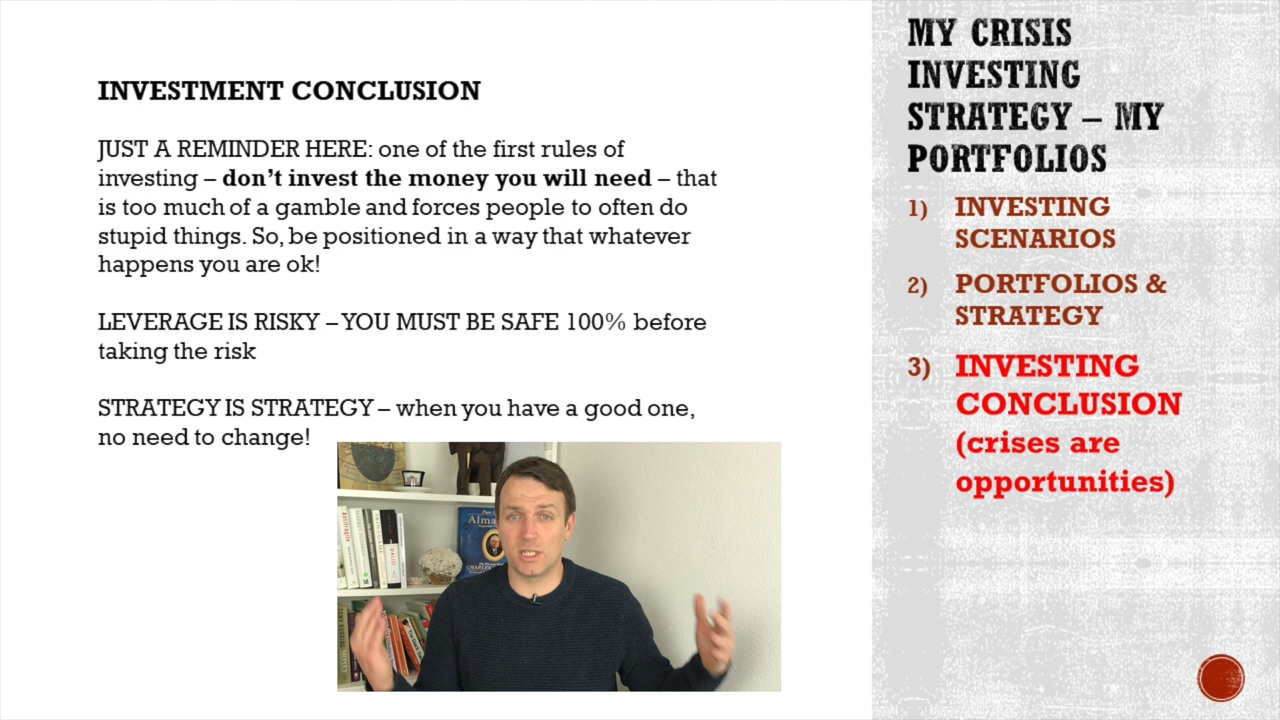 INVESTMENT CONCLUSION
JUST A REMINDER HERE: one of the first rules of
investing – don't invest the money you will need – that
is too much of a gamble and forces people to often do
stupid things. So, be positioned in a way that whatever
happens you are ok!
LEVERAGE IS RISKY – YOU MUST BE SAFE 100% before
taking the risk
STRATEGY IS STRATEGY – when you have a good one,
no need to change!
MY CRISIS
INVESTING
STRATEGY – MY
PORTFOLIOS
1) INVESTING
SCENARIOS
2) PORTFOLIOS &
STRATEGY
3) INVESTING
CONCLUSION
(crises are
opportunities)
Poor
Alma
CHARLES
Antifragile